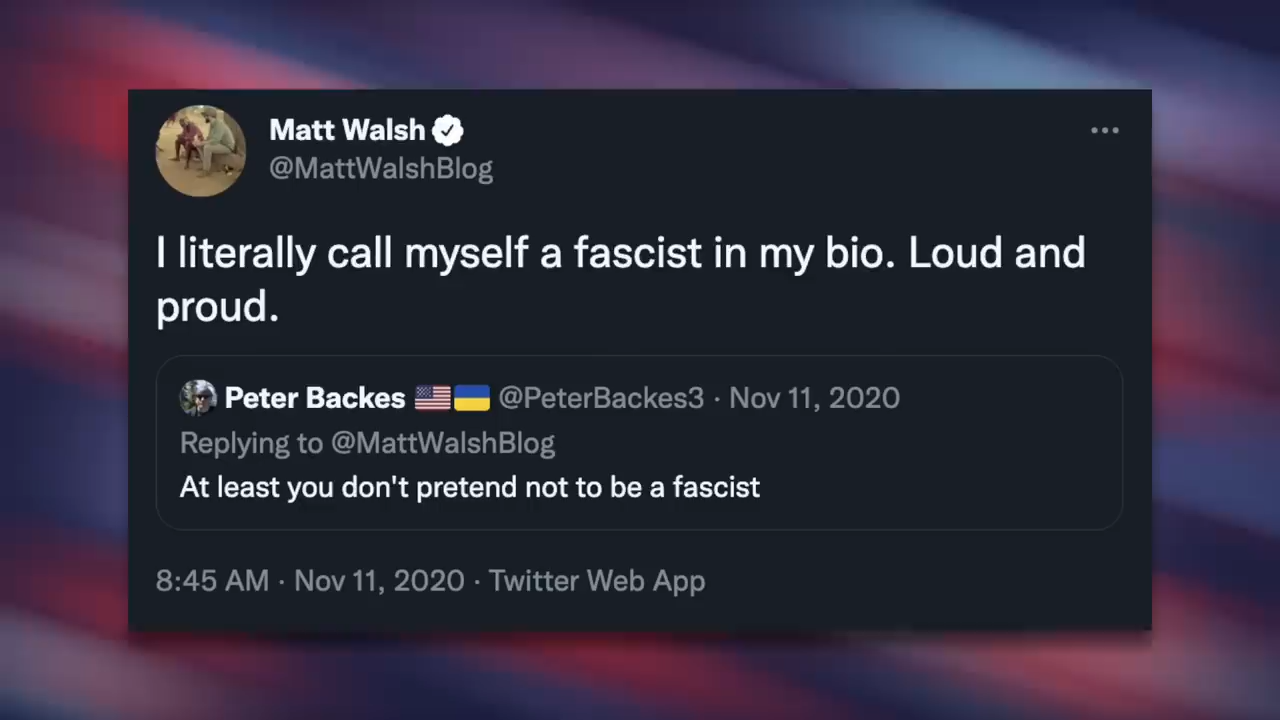 Matt Walsh
@MattWalshBlog
I literally call myself a fascist in my bio. Loud and
proud.
Peter Backes 🇺🇸🇺🇦 @PeterBackes3 · Nov 11, 2020
Replying to @MattWalshBlog
At least you don't pretend not to be a fascist
8:45 AM · Nov 11, 2020 · Twitter Web App